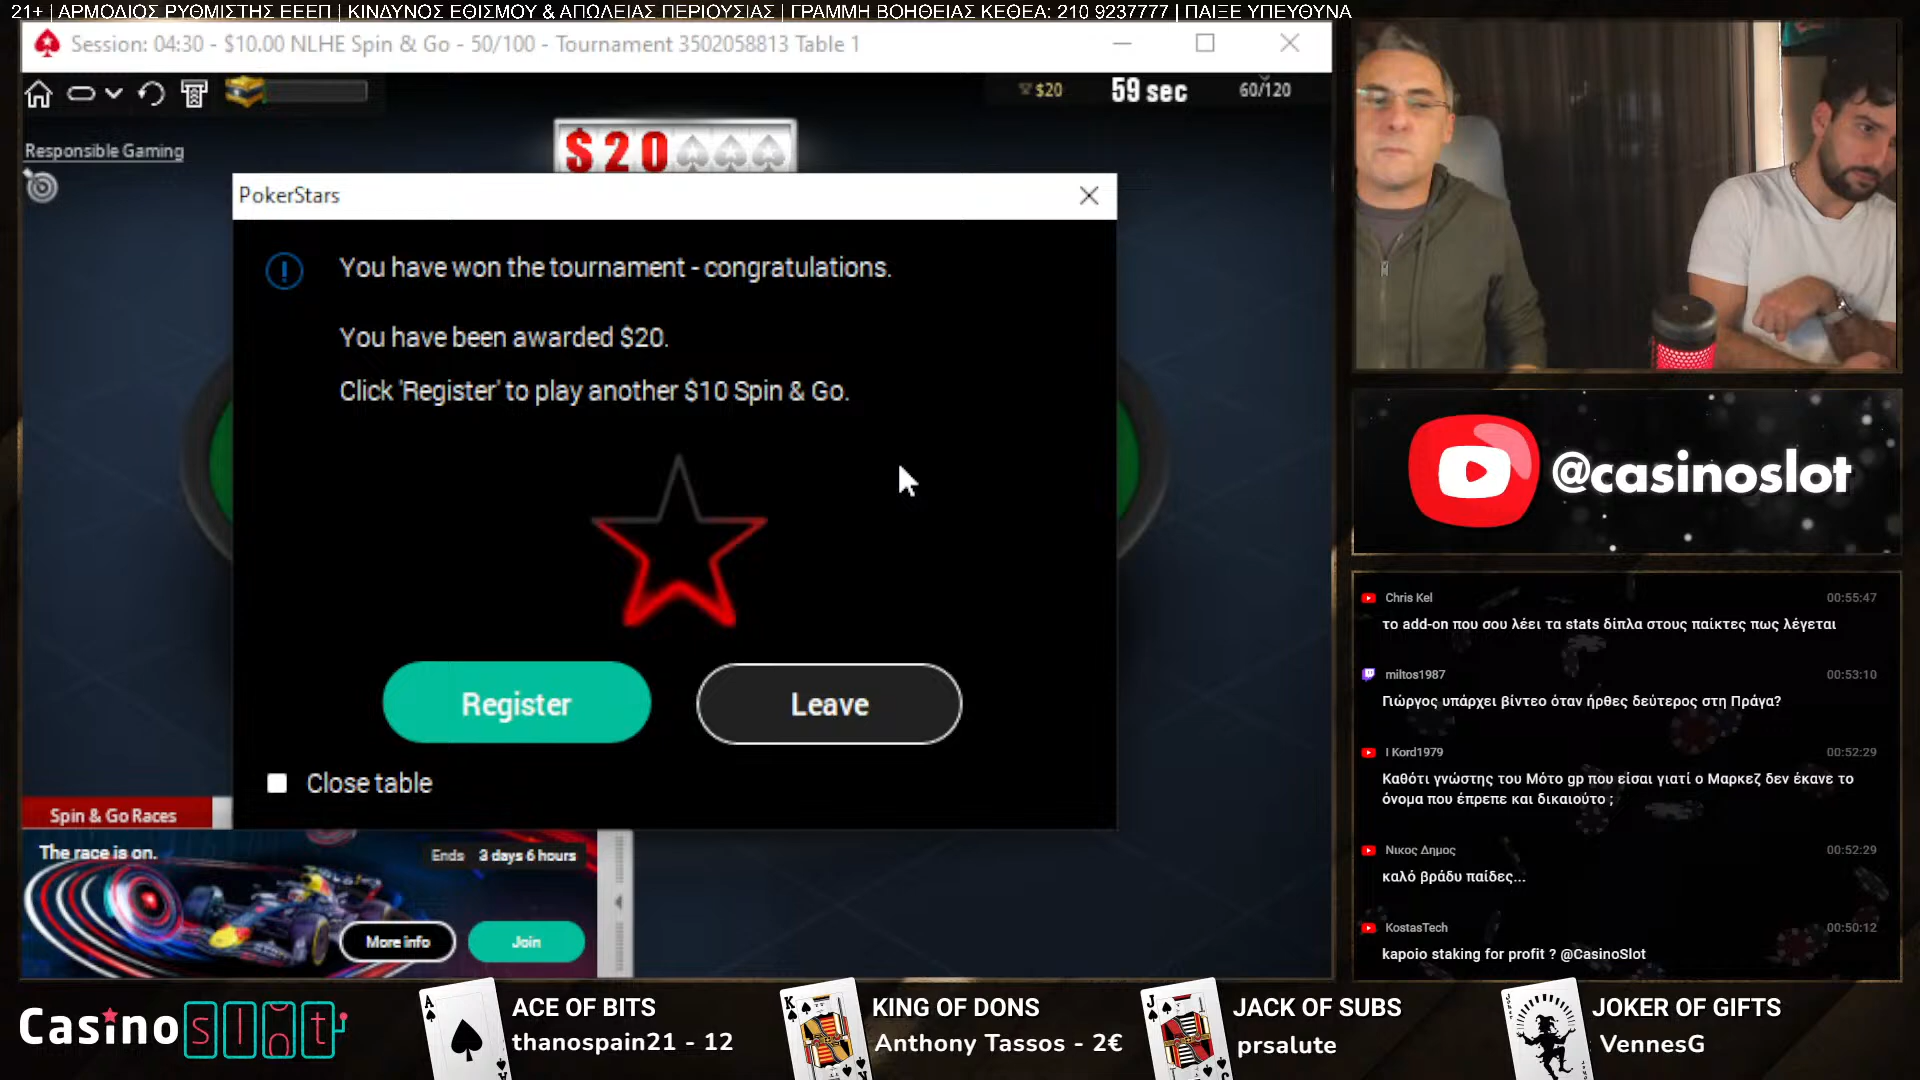 21+ | ΑΡΜΟΔΙΟΣ ΡΥΘΜΙΣΤΗΣ ΕΕΕΠ | ΚΙΝΔΥΝΟΣ ΕΘΙΣΜΟΥ & ΑΠΩΛΕΙΑΣ ΠΕΡΙΟΥΣΙΑΣ | ΓΡΑΜΜΗ ΒΟΗΘΕΙΑΣ ΚΕΘΕΑ: 210 9237777 | ΠΑΙΞΕ ΥΠΕΥΘΥΝΑ
Session: 04:30 - $10.00 NLHE Spin & Go - 50/100 - Tournament 3502058813 Table 1
$20
59 sec
60/120
Responsible Gaming
$20
PokerStars
You have won the tournament - congratulations.
You have been awarded $20.
Click 'Register' to play another $10 Spin & Go.
Register
Leave
Close table
Spin & Go Races
The race is on.
Ends 3 days 6 hours
More info
Join
@casinoslot
Chris Kel 00:55:47
το add-on που σου λέει τα stats δίπλα στους παίκτες πως λέγεται
miltos1987 00:53:10
Γιώργος υπάρχει βίντεο όταν ήρθες δεύτερος στη Πράγα?
I Kord1979 00:52:29
Καθότι γνώστης του Μότο gp που είσαι γιατί ο Μαρκεζ δεν έκανε το
όνομα που έπρεπε και δικαιούτο ;
Νικος Δημος 00:52:29
καλό βράδυ παίδες...
KostasTech 00:50:12
kapoio staking for profit ? @CasinoSlot
Casino slot
A
ACE OF BITS
thanospain21 - 12
K
KING OF DONS
Anthony Tassos - 2€
J
JACK OF SUBS
prsalute
JOKER
JOKER OF GIFTS
VennesG